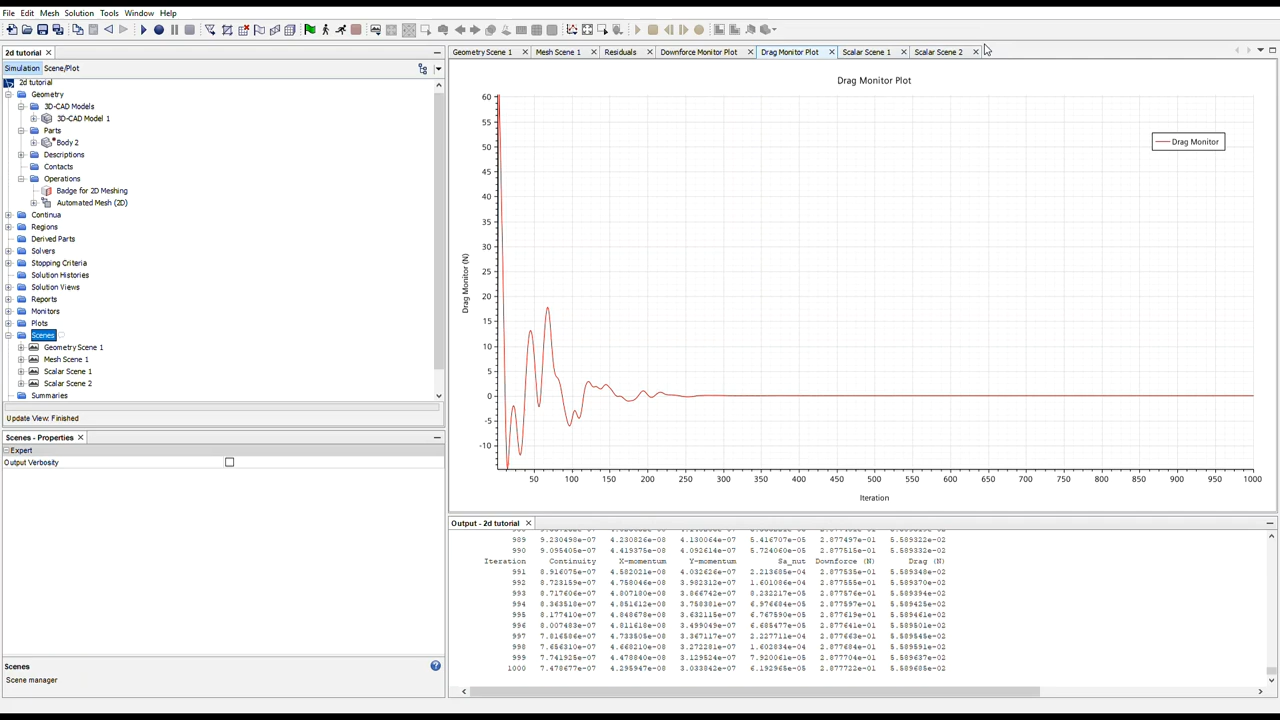 File Edit Mesh Solution Tools Window Help
2d tutorial
Simulation Scene/Plot
2d tutorial
Geometry
3D-CAD Models
3D-CAD Model 1
Parts
Body 2
Descriptions
Contacts
Operations
Badge for 2D Meshing
Automated Mesh (2D)
Continua
Regions
Derived Parts
Solvers
Stopping Criteria
Solution Histories
Solution Views
Reports
Monitors
Plots
Scenes
Geometry Scene 1
Mesh Scene 1
Scalar Scene 1
Scalar Scene 2
Summaries
Update View: Finished
Scenes - Properties
Expert
Output Verbosity
Scenes
Scene manager
Geometry Scene 1 Mesh Scene 1 Residuals Downforce Monitor Plot Drag Monitor Plot Scalar Scene 1 Scalar Scene 2
Drag Monitor Plot
Drag Monitor
Drag Monitor (N)
60
55
50
45
40
35
30
25
20
15
10
5
0
-5
-10
50 100 150 200 250 300 350 400 450 500 550 600 650 700 750 800 850 900 950 1000
Iteration
Output - 2d tutorial
989 9.230498e-07 4.230826e-08 4.130064e-07 5.416707e-05 2.877497e-01 5.589322e-02
990 9.095405e-07 4.419375e-08 4.092614e-07 5.724060e-05 2.877515e-01 5.589332e-02
Iteration Continuity X-momentum Y-momentum Sa_nut Downforce (N) Drag (N)
991 8.916075e-07 4.582021e-08 4.032626e-07 2.213685e-04 2.877535e-01 5.589348e-02
992 8.723159e-07 4.758046e-08 3.982312e-07 1.601086e-04 2.877556e-01 5.589370e-02
993 8.717606e-07 4.807180e-08 3.866742e-07 8.232217e-05 2.877576e-01 5.589394e-02
994 8.363518e-07 4.851612e-08 3.758381e-07 6.976684e-05 2.877597e-01 5.589425e-02
995 8.177410e-07 4.848678e-08 3.632115e-07 6.767590e-05 2.877619e-01 5.589461e-02
996 8.007483e-07 4.811618e-08 3.499049e-07 6.685477e-05 2.877641e-01 5.589501e-02
997 7.816586e-07 4.733505e-08 3.367117e-07 2.227711e-04 2.877663e-01 5.589545e-02
998 7.656310e-07 4.668210e-08 3.272281e-07 1.602834e-04 2.877684e-01 5.589591e-02
999 7.741925e-07 4.478840e-08 3.129524e-07 7.920061e-05 2.877704e-01 5.589637e-02
1000 7.478677e-07 4.295947e-08 3.033842e-07 6.192965e-05 2.877722e-01 5.589685e-02